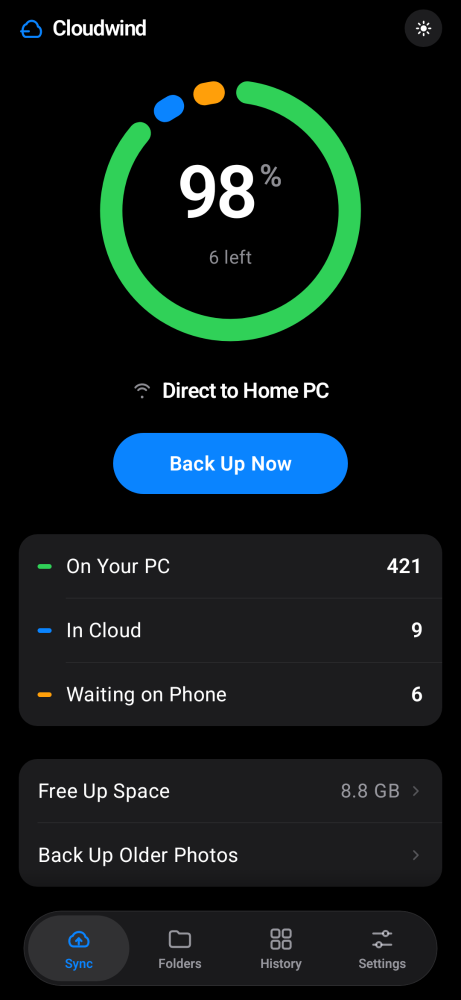 Cloudwind
98%
6 left
Direct to Home PC
Back Up Now
On Your PC 421
In Cloud 9
Waiting on Phone 6
Free Up Space 8.8 GB
Back Up Older Photos
Sync Folders History Settings